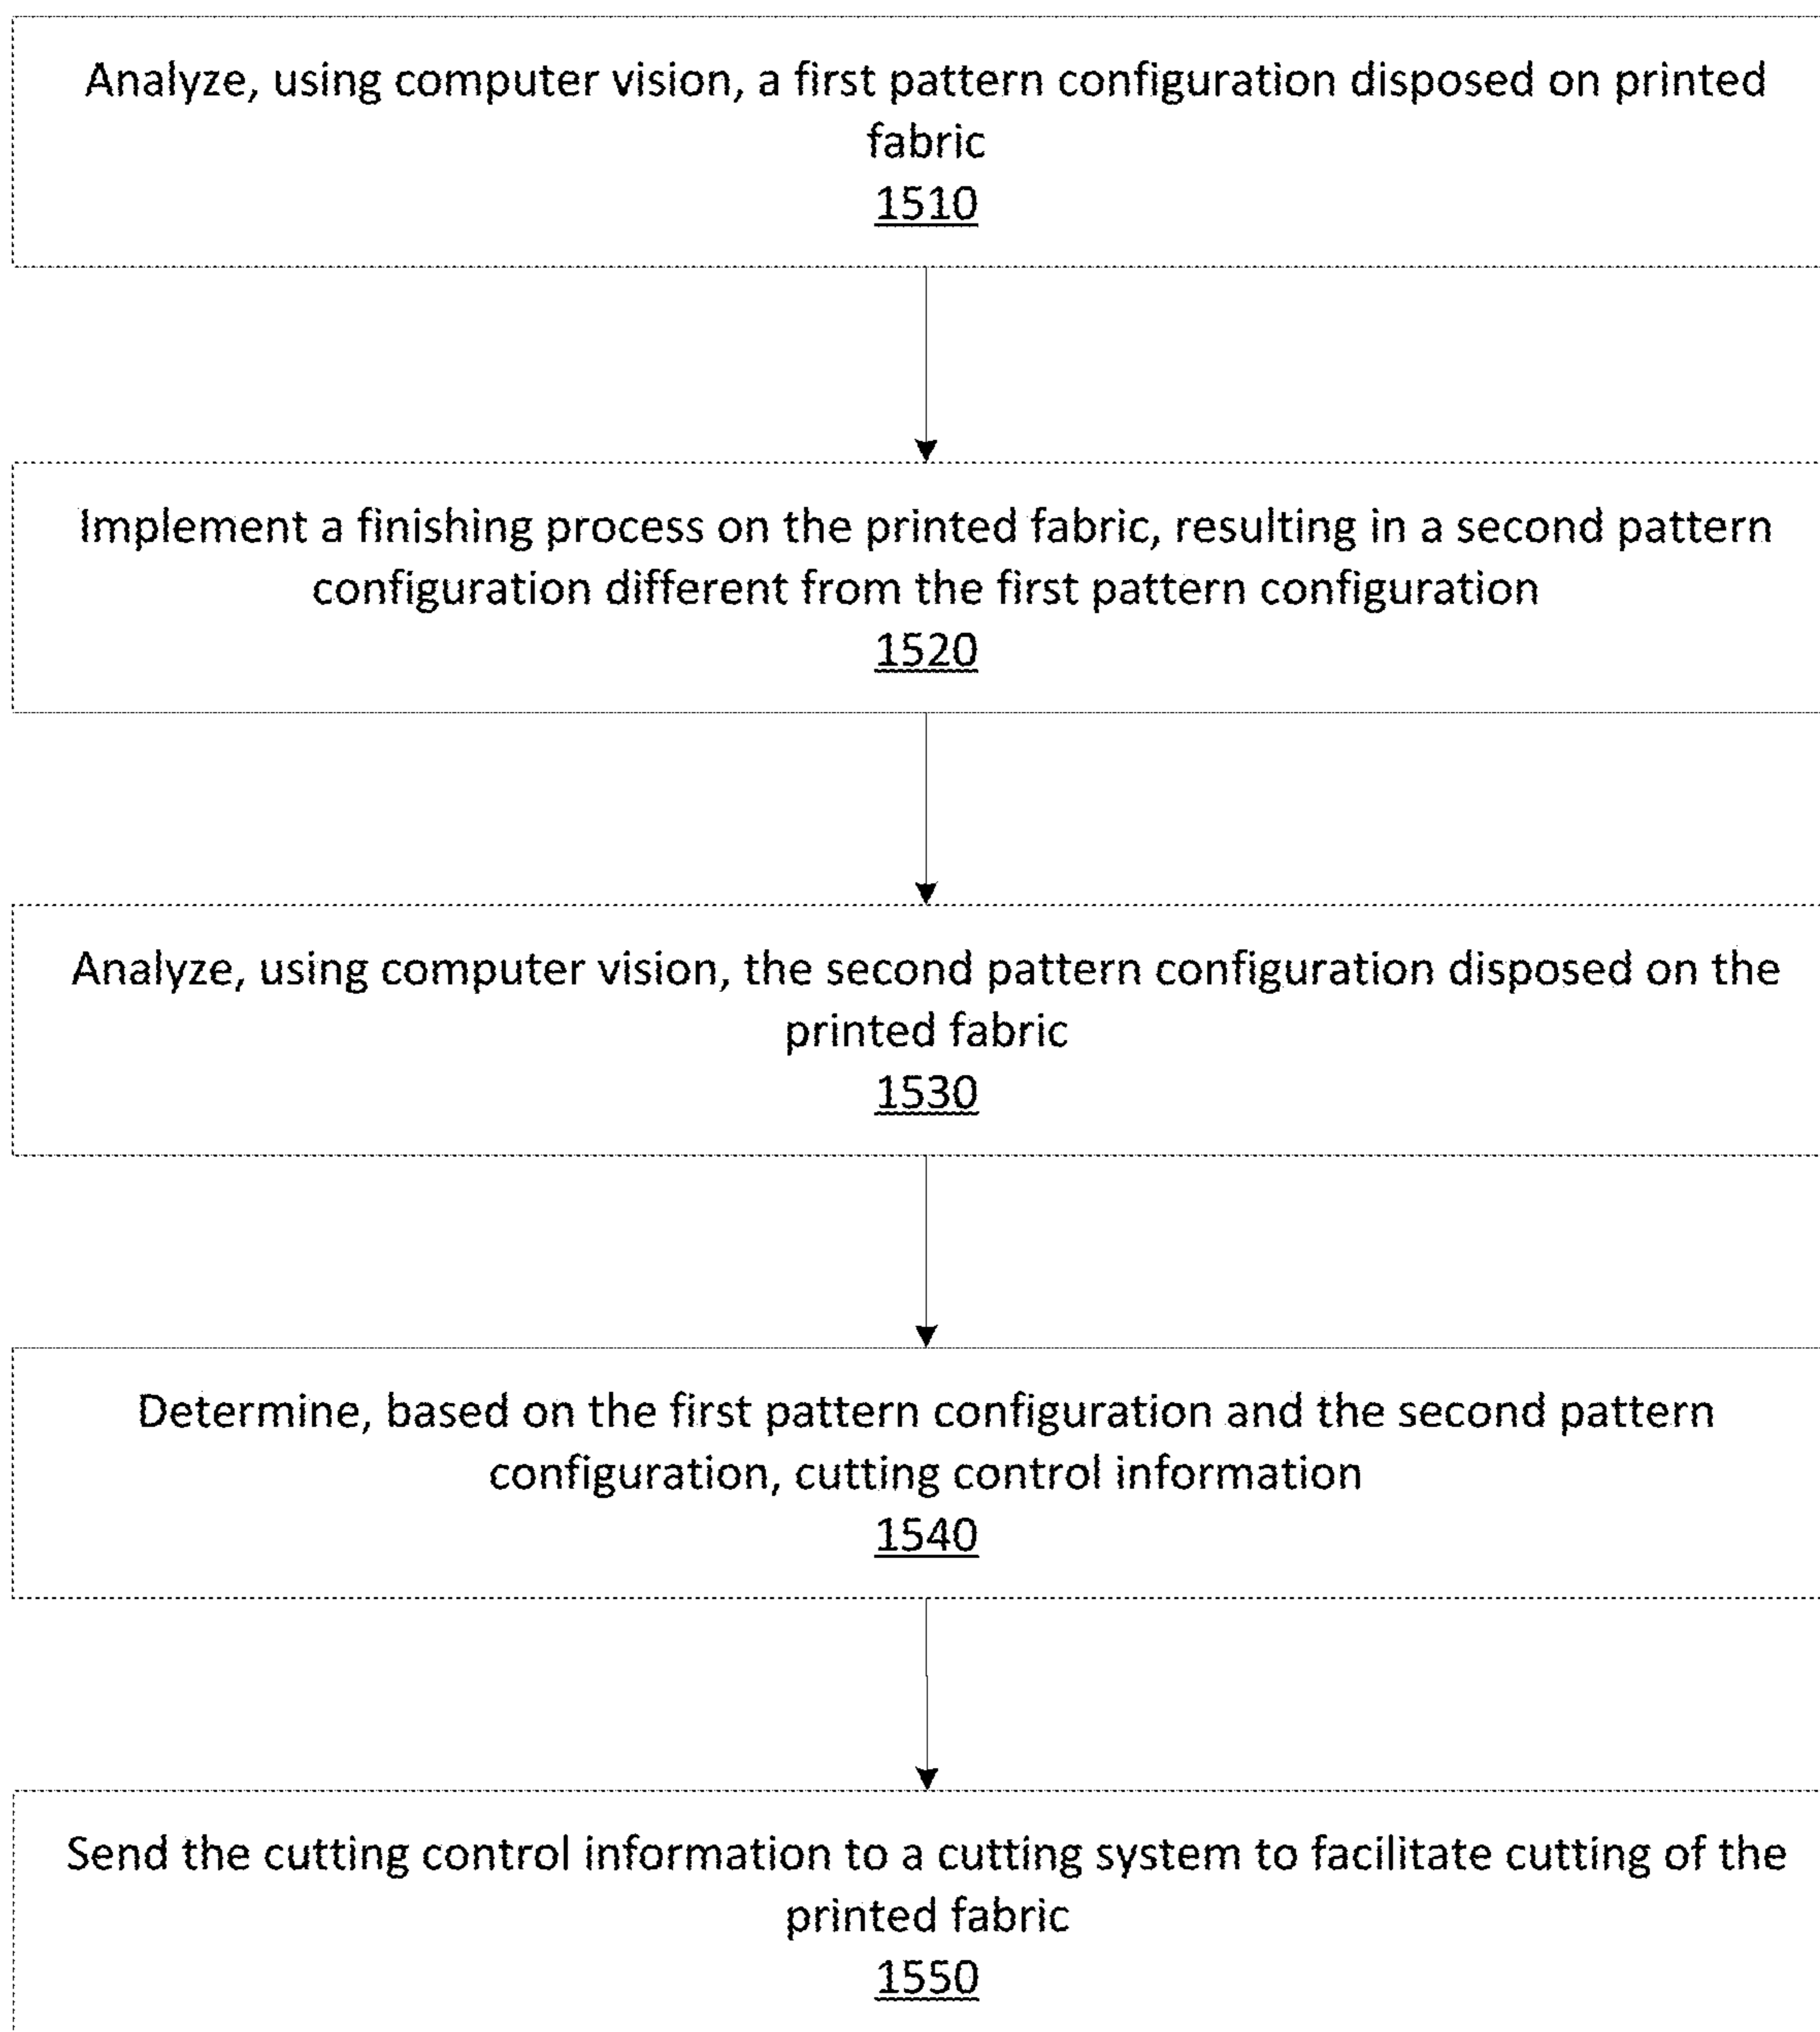 Analyze, using computer vision, a first pattern configuration disposed on printed
fabric
1510
Implement a finishing process on the printed fabric, resulting in a second pattern
configuration different from the first pattern configuration
1520
Analyze, using computer vision, the second pattern configuration disposed on the
printed fabric
1530
Determine, based on the first pattern configuration and the second pattern
configuration, cutting control information
1540
Send the cutting control information to a cutting system to facilitate cutting of the
printed fabric
1550